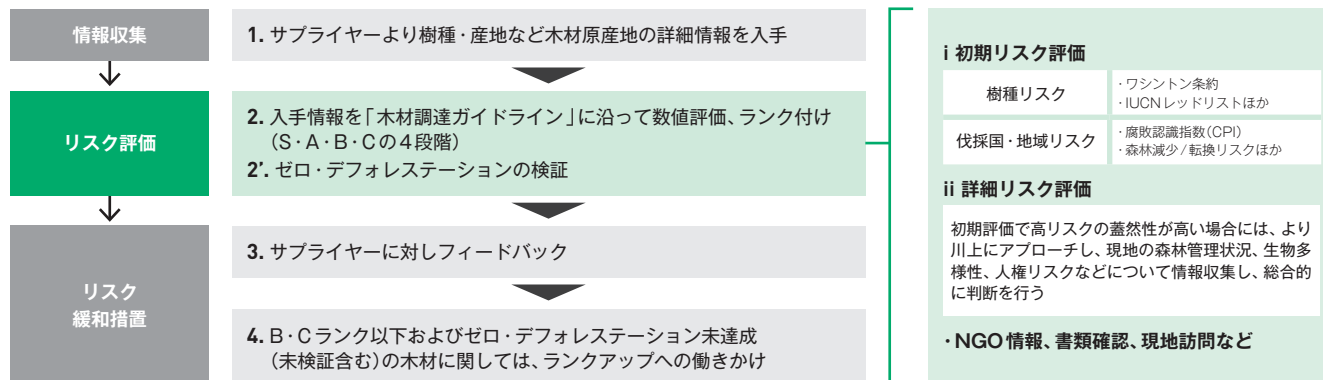 情報収集
1. サプライヤーより樹種・産地など木材原産地の詳細情報を入手
リスク評価
2. 入手情報を「木材調達ガイドライン」に沿って数値評価、ランク付け
（S・A・B・Cの4段階）
2'. ゼロ・デフォレステーションの検証
リスク
緩和措置
3. サプライヤーに対しフィードバック
4. B・Cランク以下およびゼロ・デフォレステーション未達成
（未検証含む）の木材に関しては、ランクアップへの働きかけ
i 初期リスク評価
樹種リスク
・ワシントン条約
・IUCNレッドリストほか
伐採国・地域リスク
・腐敗認識指数(CPI)
・森林減少/転換リスクほか
ii 詳細リスク評価
初期評価で高リスクの蓋然性が高い場合には、より
川上にアプローチし、現地の森林管理状況、生物多
様性、人権リスクなどについて情報収集し、総合的
に判断を行う
・NGO情報、書類確認、現地訪問など